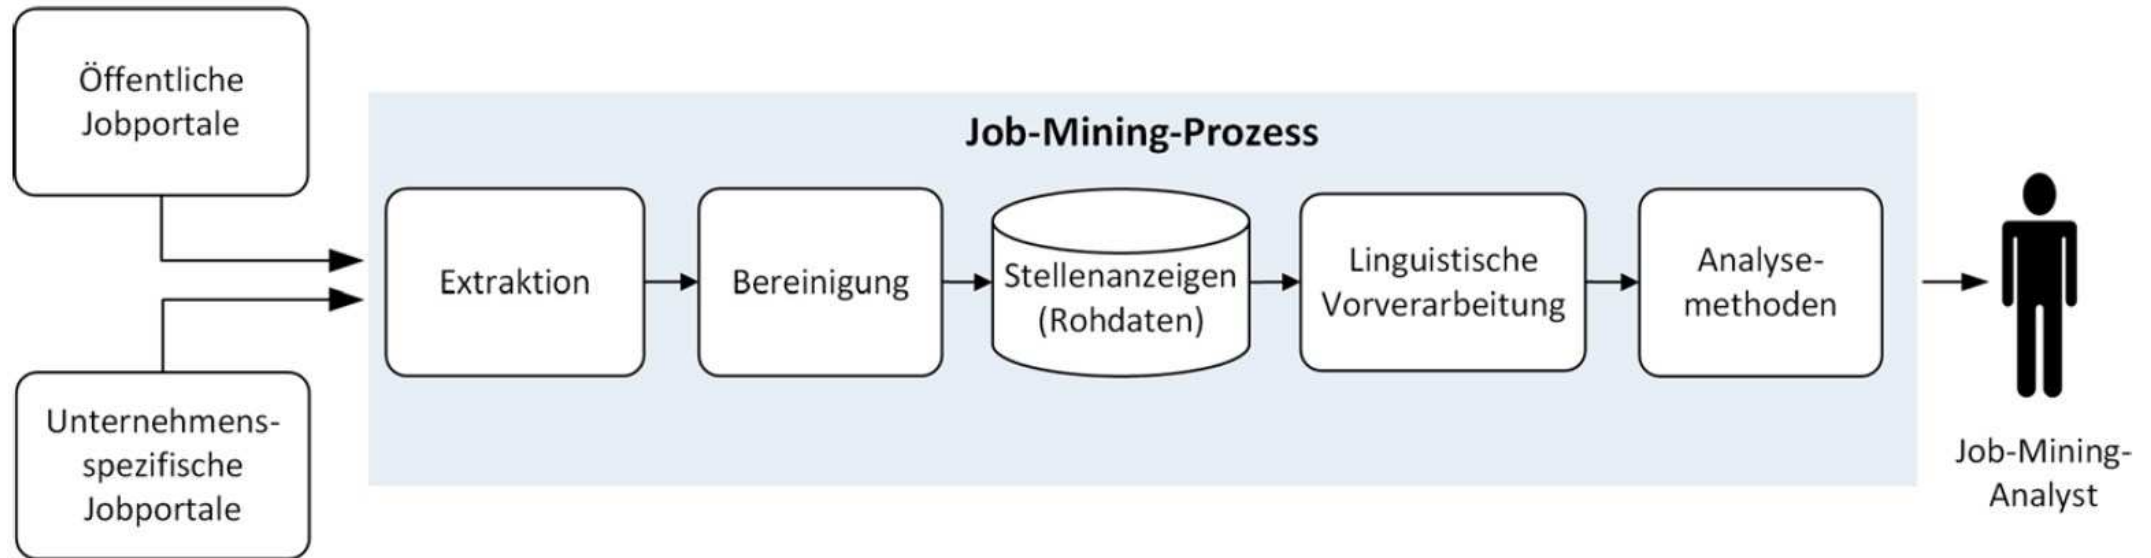 Öffentliche
Jobportale
Unternehmens-
spezifische
Jobportale
Job-Mining-Prozess
Extraktion
Bereinigung
Stellenanzeigen
(Rohdaten)
Linguistische
Vorverarbeitung
Analyse-
methoden
Job-Mining-
Analyst